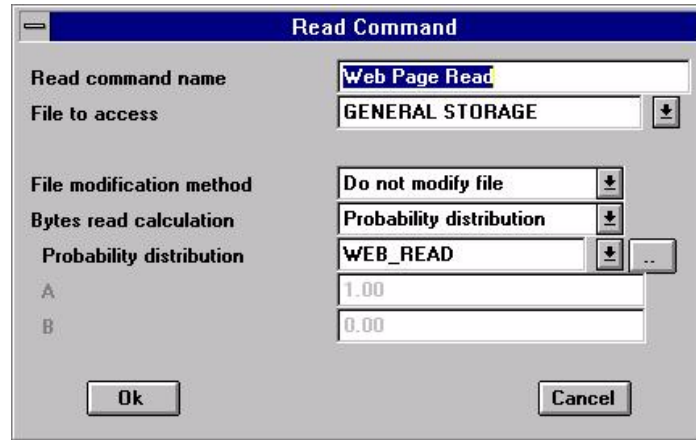 Read Command
Read command name Web Page Read
File to access GENERAL STORAGE
File modification method Do not modify file
Bytes read calculation Probability distribution
Probability distribution WEB_READ ..
A 1.00
B 0.00
Ok Cancel